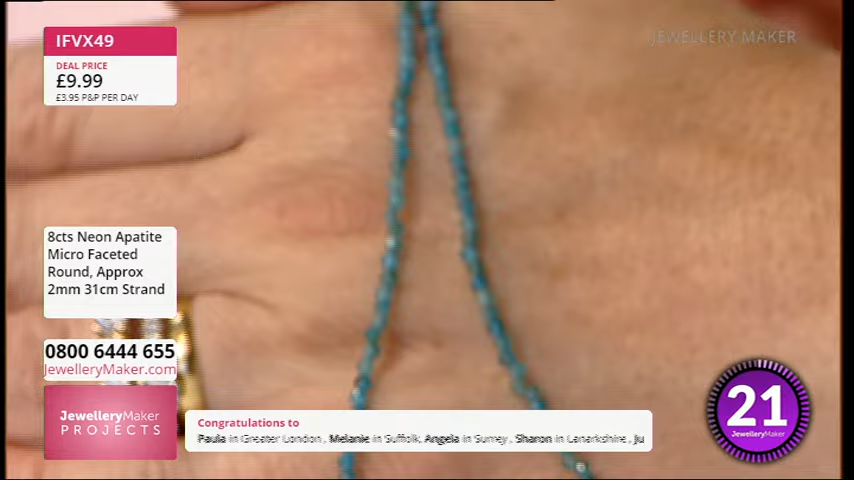 IFVX49
DEAL PRICE
£9.99
£3.95 P&P PER DAY
JEWELLERY MAKER
8cts Neon Apatite
Micro Faceted
Round, Approx
2mm 31cm Strand
0800 6444 655
JewelleryMaker.com
JewelleryMaker
PROJECTS
Congratulations to
Paula in Greater London, Melanie in Suffolk, Angela in Surrey, Sharon in Lanarkshire, Ju
21
JewelleryMaker